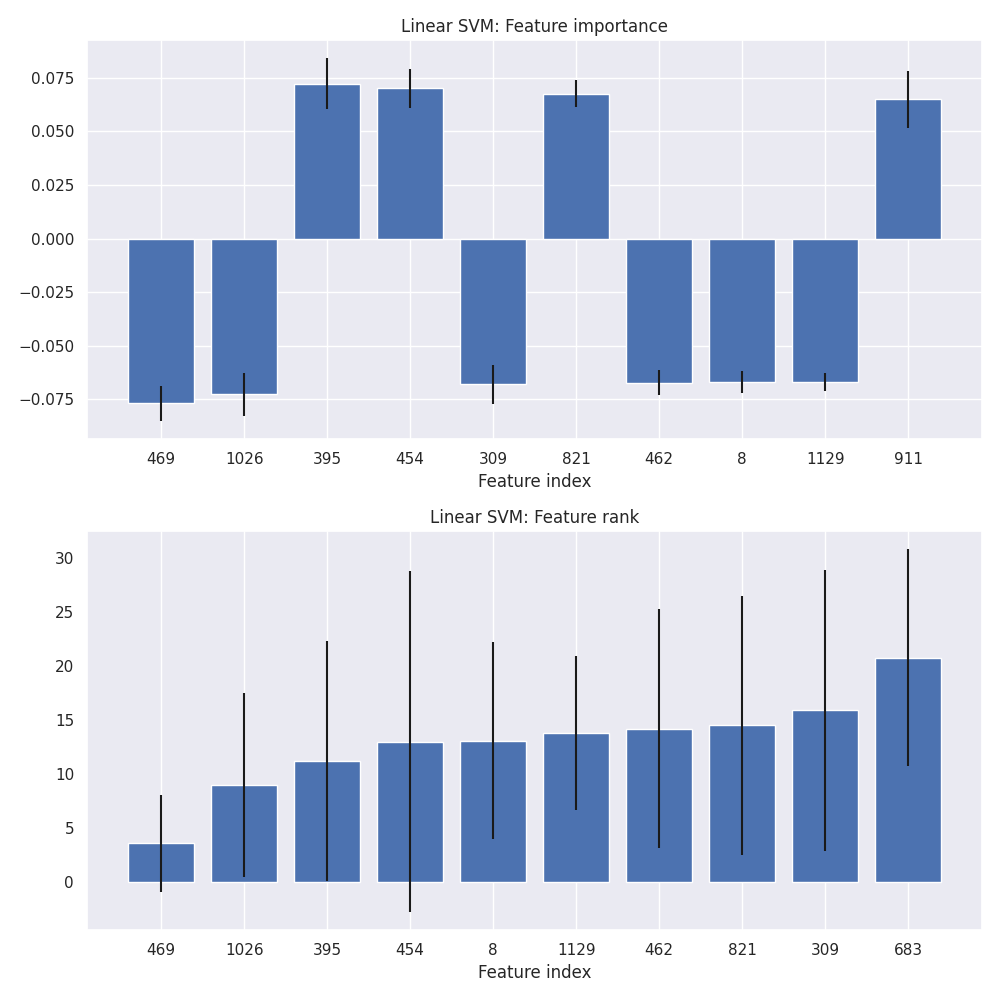 Linear SVM: Feature importance
0.075
0.050
0.025
0.000
−0.025
−0.050
−0.075
469 1026 395 454 309 821 462 8 1129 911
Feature index
Linear SVM: Feature rank
30
25
20
15
10
5
0
469 1026 395 454 8 1129 462 821 309 683
Feature index